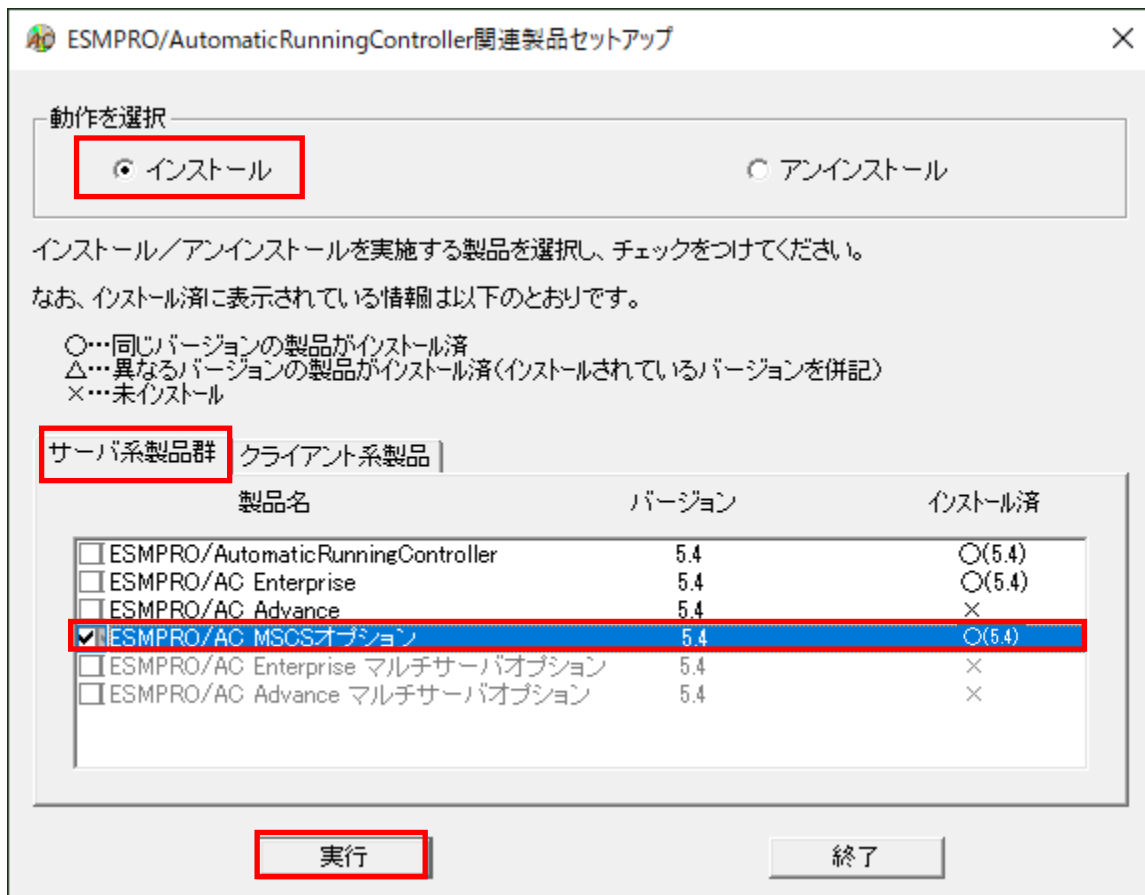 ESMPRO/AutomaticRunningController関連製品セットアップ
動作を選択
インストール
アンインストール
インストール／アンインストールを実施する製品を選択し、チェックをつけてください。
なお、インストール済に表示されている情報は以下のとおりです。
○…同じバージョンの製品がインストール済
△…異なるバージョンの製品がインストール済(インストールされているバージョンを併記)
×…未インストール
サーバ系製品群 クライアント系製品
製品名 バージョン インストール済
ESMPRO/AutomaticRunningController 5.4 ○(5.4)
ESMPRO/AC Enterprise 5.4 ○(5.4)
ESMPRO/AC Advance 5.4 ×
ESMPRO/AC MSCSオプション 5.4 ○(5.4)
ESMPRO/AC Enterprise マルチサーバオプション 5.4 ×
ESMPRO/AC Advance マルチサーバオプション 5.4 ×
実行 終了